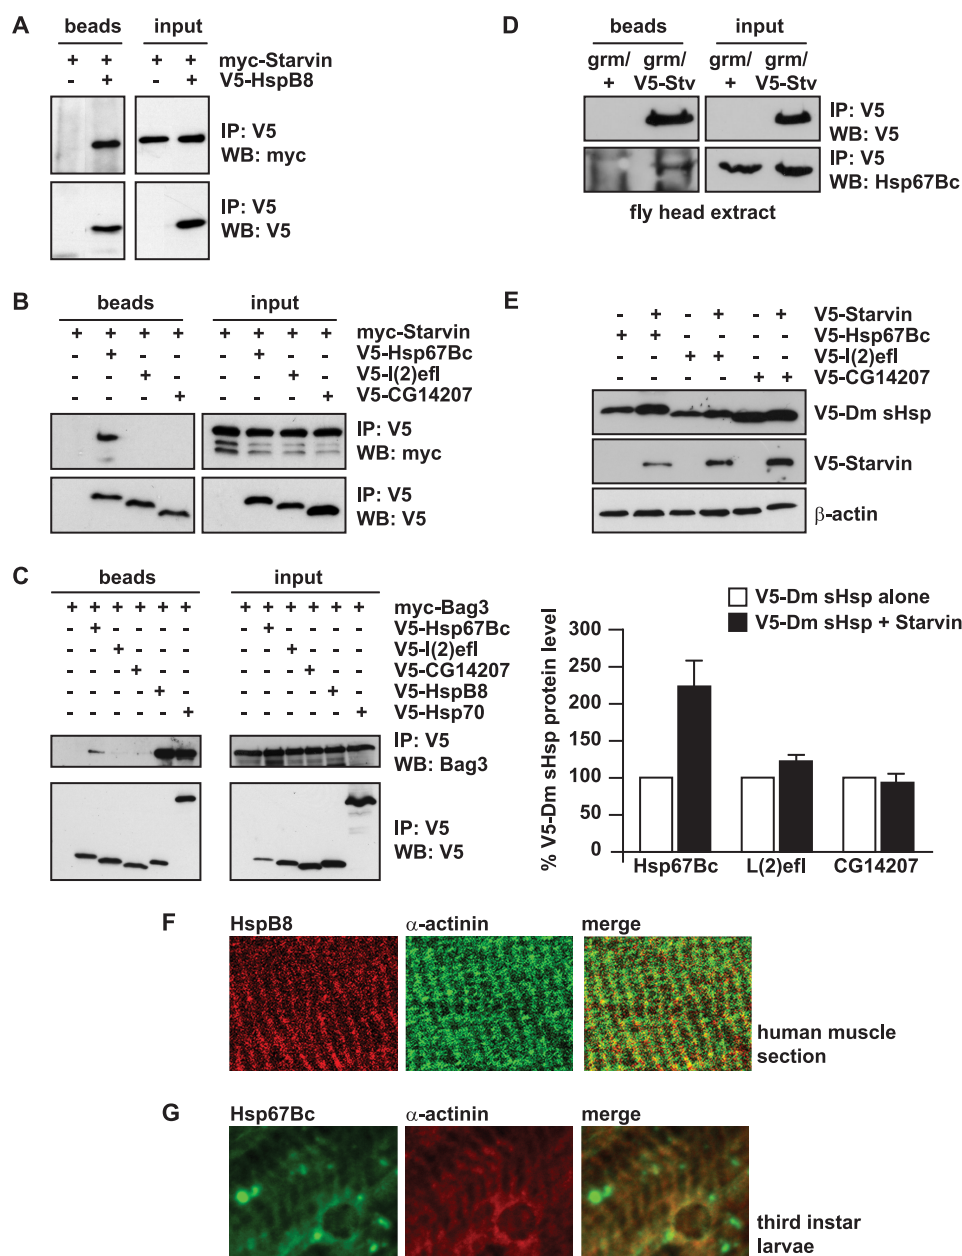 A
beads input
+ + + + myc-Starvin
- + - + V5-HspB8
IP: V5
WB: myc
IP: V5
WB: V5
B
beads input
+ + + + + + + + myc-Starvin
- + - - - + - - V5-Hsp67Bc
- - + - - - + - V5-l(2)efl
- - - + - - - + V5-CG14207
IP: V5
WB: myc
IP: V5
WB: V5
C
beads input
+ + + + + + + + + + + + myc-Bag3
- + - - - - - + - - - - V5-Hsp67Bc
- - + - - - - - + - - - V5-l(2)efl
- - - + - - - - - + - - V5-CG14207
- - - - + - - - - - + - V5-HspB8
- - - - - + - - - - - + V5-Hsp70
IP: V5
WB: Bag3
IP: V5
WB: V5
D
beads input
grm/ grm/ grm/ grm/
+ V5-Stv + V5-Stv
IP: V5
WB: V5
IP: V5
WB: Hsp67Bc
fly head extract
E
- + - + - + V5-Starvin
+ + - - - - V5-Hsp67Bc
- - + + - - V5-l(2)efl
- - - - + + V5-CG14207
V5-Dm sHsp
V5-Starvin
β-actin
V5-Dm sHsp alone
V5-Dm sHsp + Starvin
% V5-Dm sHsp protein level
300
250
200
150
100
50
0
Hsp67Bc L(2)efl CG14207
F
HspB8 α-actinin merge
human muscle
section
G
Hsp67Bc α-actinin merge
third instar
larvae